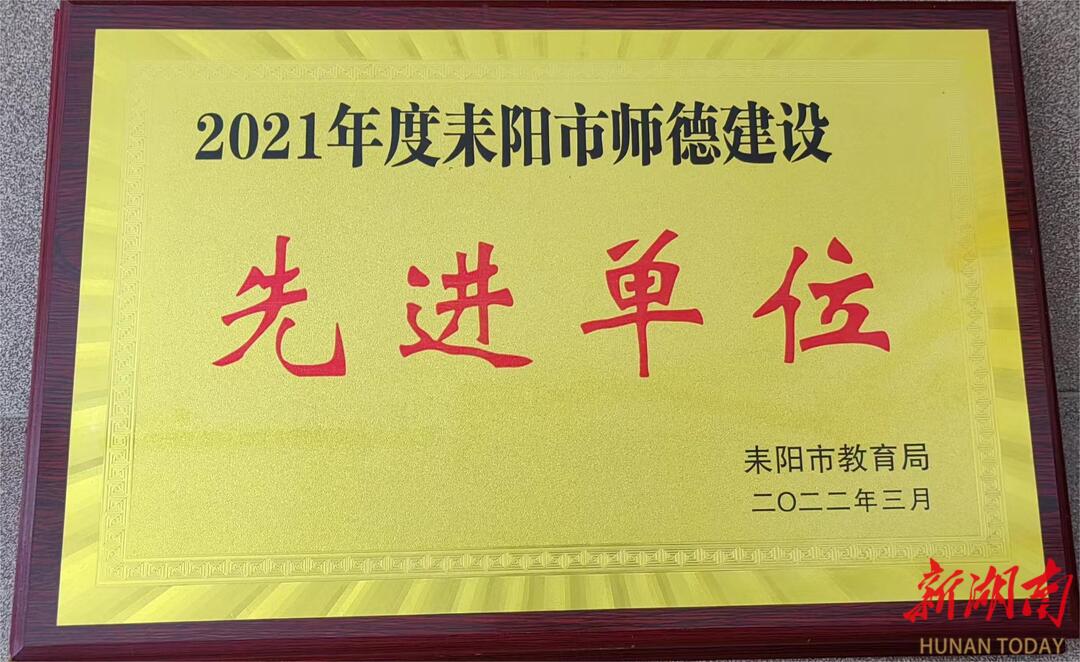 2021年度耒阳市师德建设
先进单位
耒阳市教育局
二〇二二年三月
新湖南
HUNAN TODAY